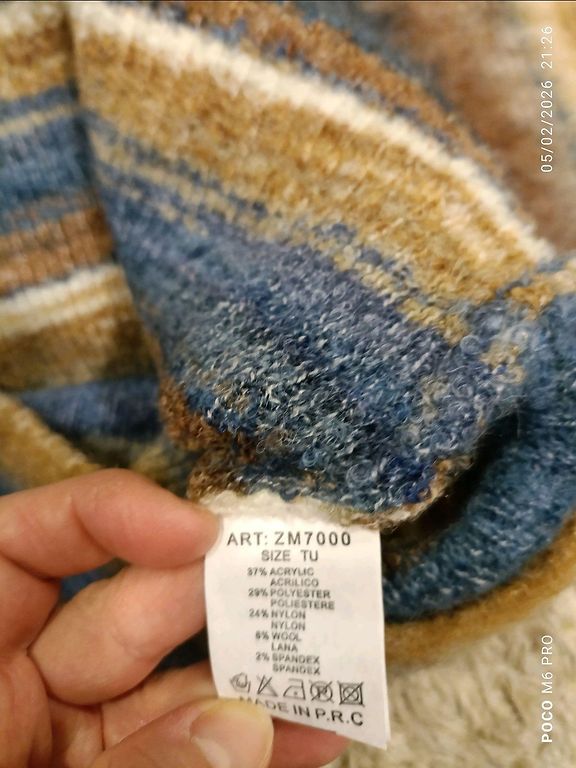 ART: ZM7000
SIZE TU
37% ACRYLIC
ACRILICO
29% POLYESTER
POLIESTERE
24% NYLON
NYLON
8% WOOL
LANA
2% SPANDEX
SPANDEX
MADE IN P.R.C
05/02/2026 21:26
POCO M6 PRO